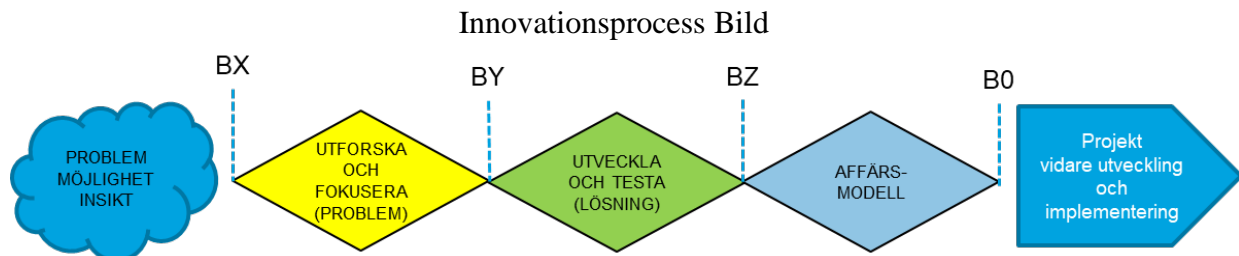 Innovationsprocess Bild
BX
BY
BZ
B0
PROBLEM
MÖJLIGHET
INSIKT
UTFORSKA
OCH
FOKUSERA
(PROBLEM)
UTVECKLA
OCH TESTA
(LÖSNING)
AFFÄRS-
MODELL
Projekt
vidare utveckling
och
implementering